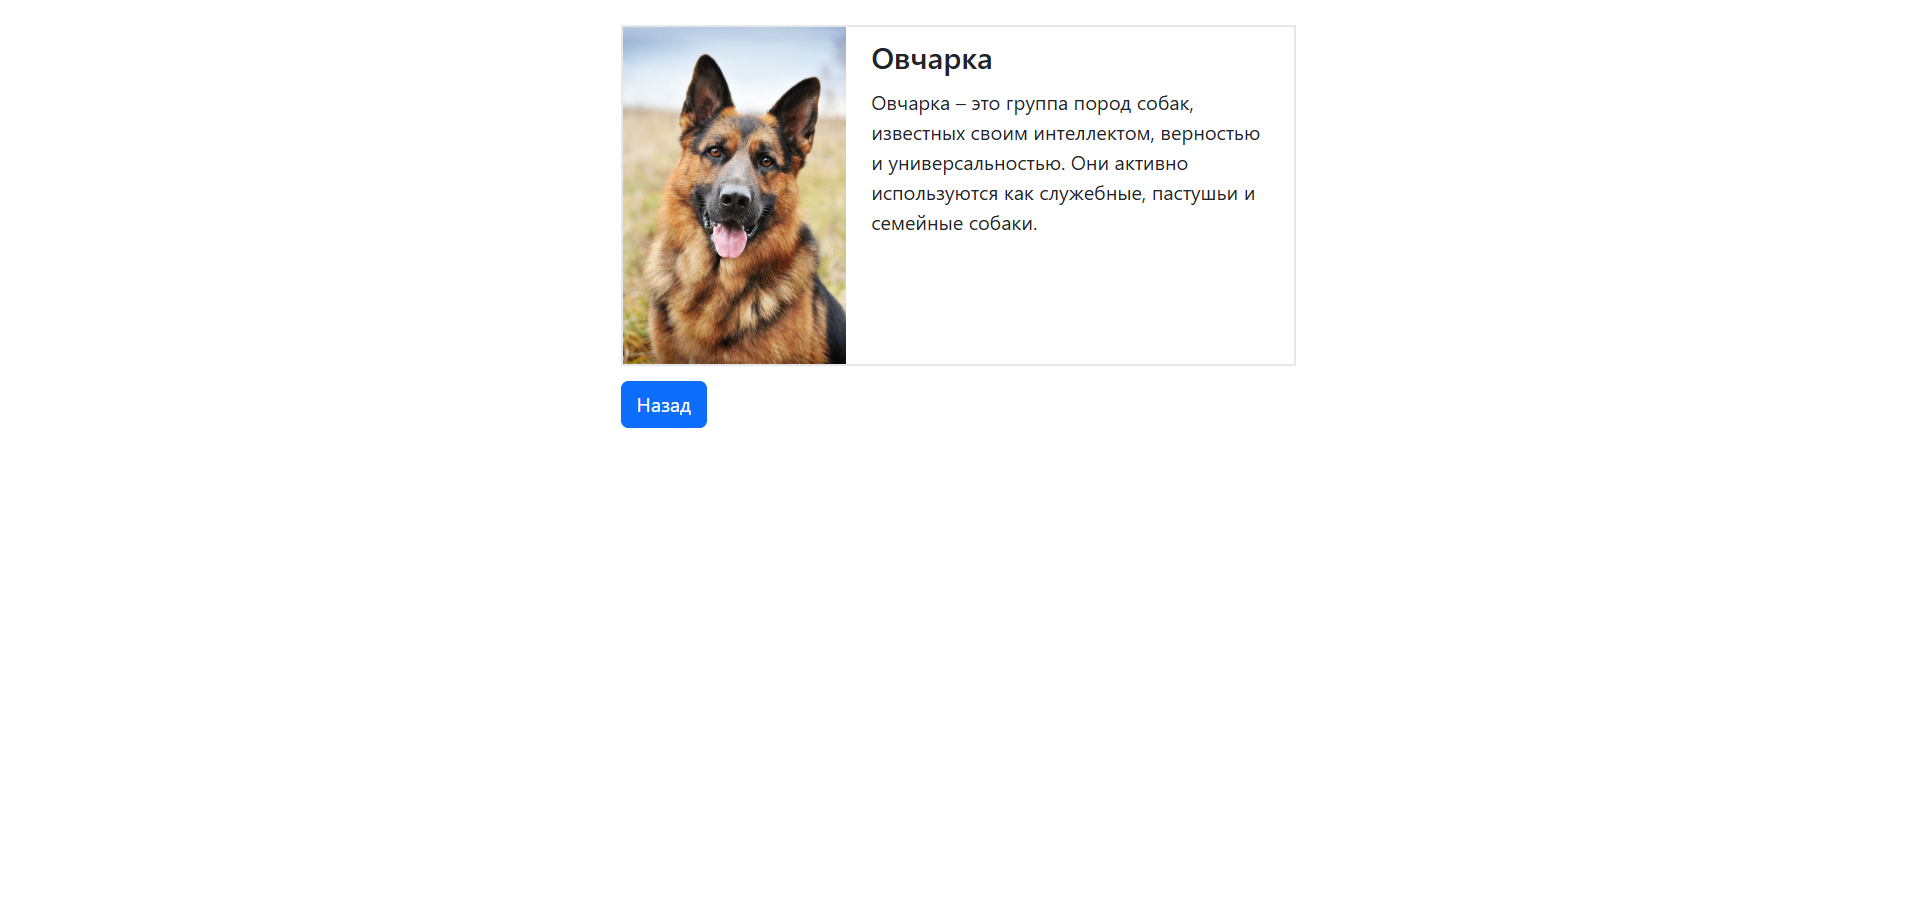 Овчарка
Овчарка – это группа пород собак,
известных своим интеллектом, верностью
и универсальностью. Они активно
используются как служебные, пастушьи и
семейные собаки.
Назад